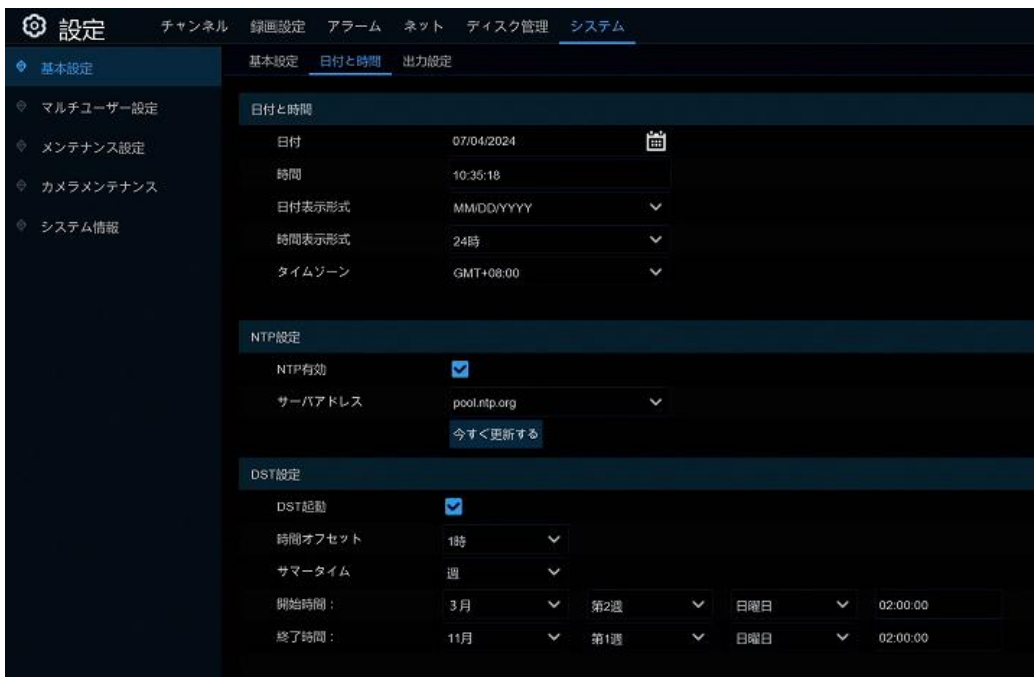 設定 チャンネル 録画設定 アラーム ネット ディスク管理 システム
基本設定 基本設定 日付と時間 出力設定
マルチユーザー設定 日付と時間
メンテナンス設定 日付 07/04/2024
時間 10:35:18
カメラメンテナンス
日付表示形式 MM/DD/YYYY
システム情報
時間表示形式 24時
タイムゾーン GMT+08:00
NTP設定
NTP有効
サーバアドレス pool.ntp.org
今すぐ更新する
DST設定
DST起動
時間オフセット 1時
サマータイム 週
開始時間： 3月 第2週 日曜日 02:00:00
終了時間： 11月 第1週 日曜日 02:00:00